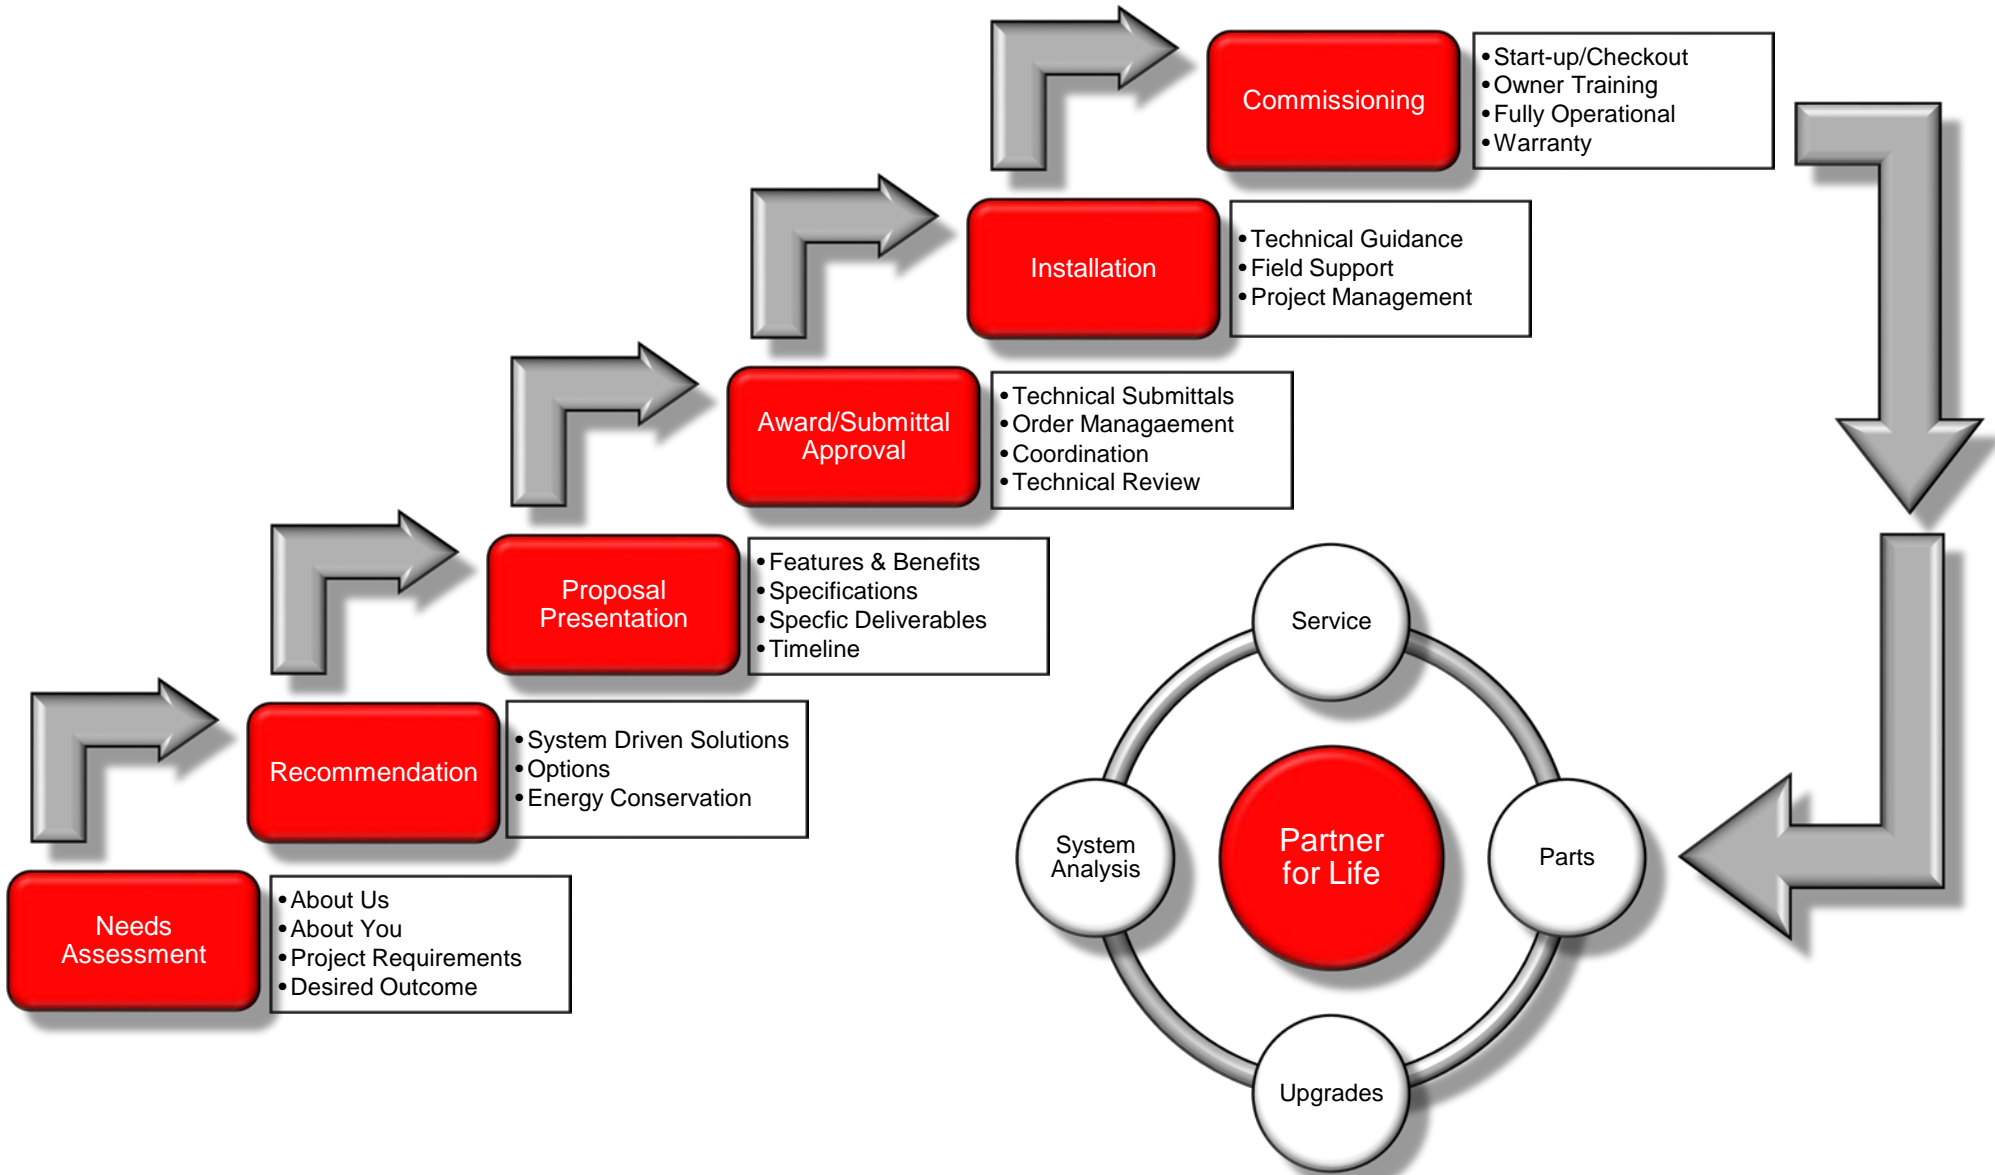 Commissioning
•Start-up/Checkout
•Owner Training
•Fully Operational
•Warranty
Installation
•Technical Guidance
•Field Support
•Project Management
Award/Submittal
Approval
•Technical Submittals
•Order Managaement
•Coordination
•Technical Review
Proposal
Presentation
•Features & Benefits
•Specifications
•Specfic Deliverables
•Timeline
Recommendation
•System Driven Solutions
•Options
•Energy Conservation
Needs
Assessment
•About Us
•About You
•Project Requirements
•Desired Outcome
Service
System
Analysis
Partner
for Life
Parts
Upgrades